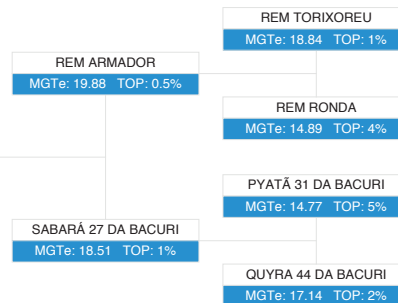 REM TORIXOREU
MGTe: 18.84 TOP: 1%
REM ARMADOR
MGTe: 19.88 TOP: 0.5%
REM RONDA
MGTe: 14.89 TOP: 4%
PYATÃ 31 DA BACURI
MGTe: 14.77 TOP: 5%
SABARÁ 27 DA BACURI
MGTe: 18.51 TOP: 1%
QUYRA 44 DA BACURI
MGTe: 17.14 TOP: 2%